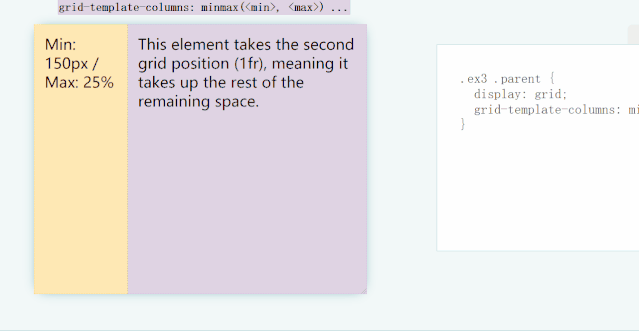 grid-template-columns: minmax(<min>, <max>) ...
Min:
150px /
Max: 25%
This element takes the second
grid position (1fr), meaning it
takes up the rest of the
remaining space.
.ex3 .parent {
display: grid;
grid-template-columns: mi
}